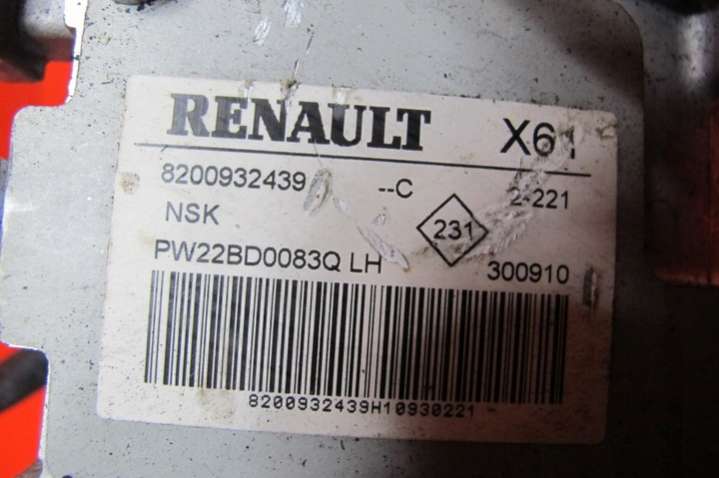 RENAULT X61
8200932439 --C 2-221
NSK 231
PW22BD0083Q LH 300910
8200932439H10930221